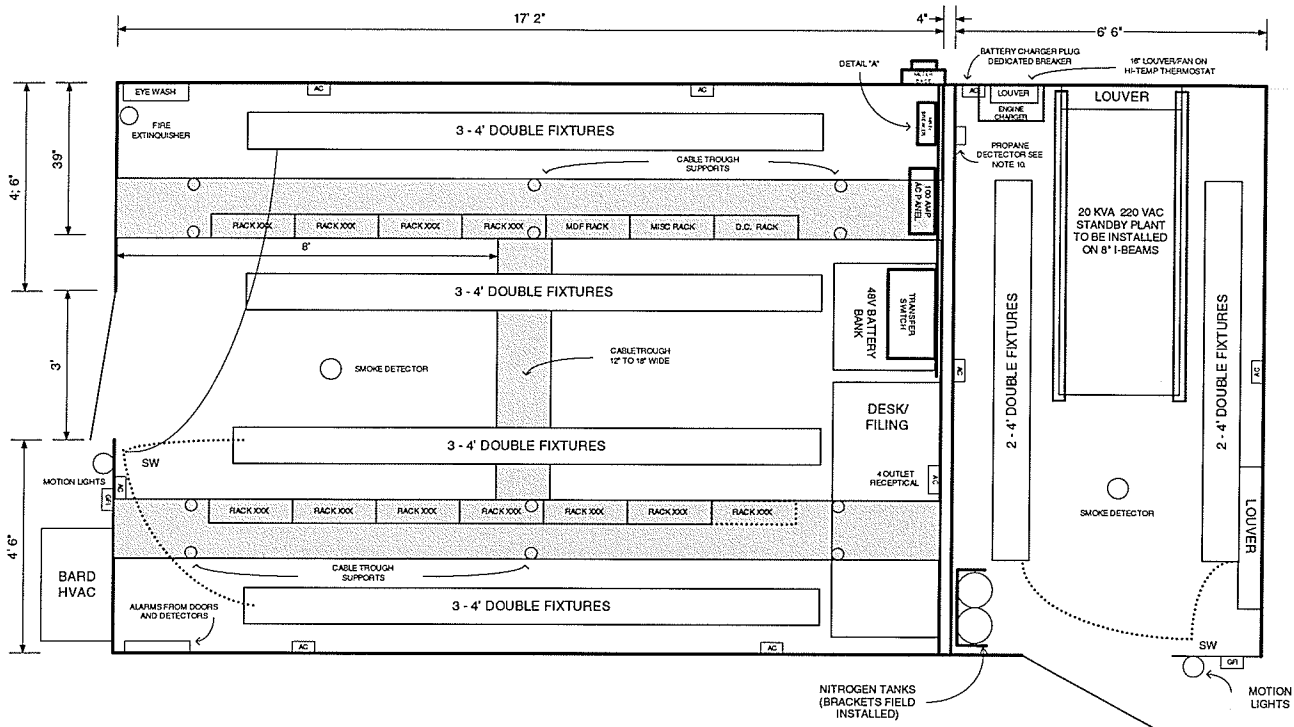 17' 2"
4"
6' 6"
DETAIL "A"
METER
BASE
BATTERY CHARGER PLUG
DEDICATED BREAKER
16" LOUVER/FAN ON
HI-TEMP THERMOSTAT
EYE WASH
AC
AC
AC
LOUVER
ENGINE
CHARGER
LOUVER
FIRE
EXTINQUISHER
3 - 4' DOUBLE FIXTURES
PROPANE
DECTECTOR SEE
NOTE 10.
4; 6"
39"
CABLE TROUGH
SUPPORTS
100 AMP
AC PANEL
RACK XXX
RACK XXX
RACK XXX
RACK XXX
MDF RACK
MISC RACK
D.C. RACK
20 KVA 220 VAC
STANDBY PLANT
TO BE INSTALLED
ON 8" I-BEAMS
8'
3 - 4' DOUBLE FIXTURES
48V BATTERY
BANK
TRANSFER
SWITCH
2 - 4' DOUBLE FIXTURES
2 - 4' DOUBLE FIXTURES
3'
SMOKE DETECTOR
CABLETROUGH
12" TO 18" WIDE
AC
DESK/
FILING
3 - 4' DOUBLE FIXTURES
SW
MOTION LIGHTS
AC
GFI
4 OUTLET
RECEPTICAL
AC
SMOKE DETECTOR
LOUVER
RACK XXX
RACK XXX
RACK XXX
RACK XXX
RACK XXX
RACK XXX
RACK XXX
4' 6"
BARD
HVAC
CABLE TROUGH
SUPPORTS
ALARMS FROM DOORS
AND DETECTORS
3 - 4' DOUBLE FIXTURES
AC
AC
SW
GFI
NITROGEN TANKS
(BRACKETS FIELD
INSTALLED)
MOTION
LIGHTS